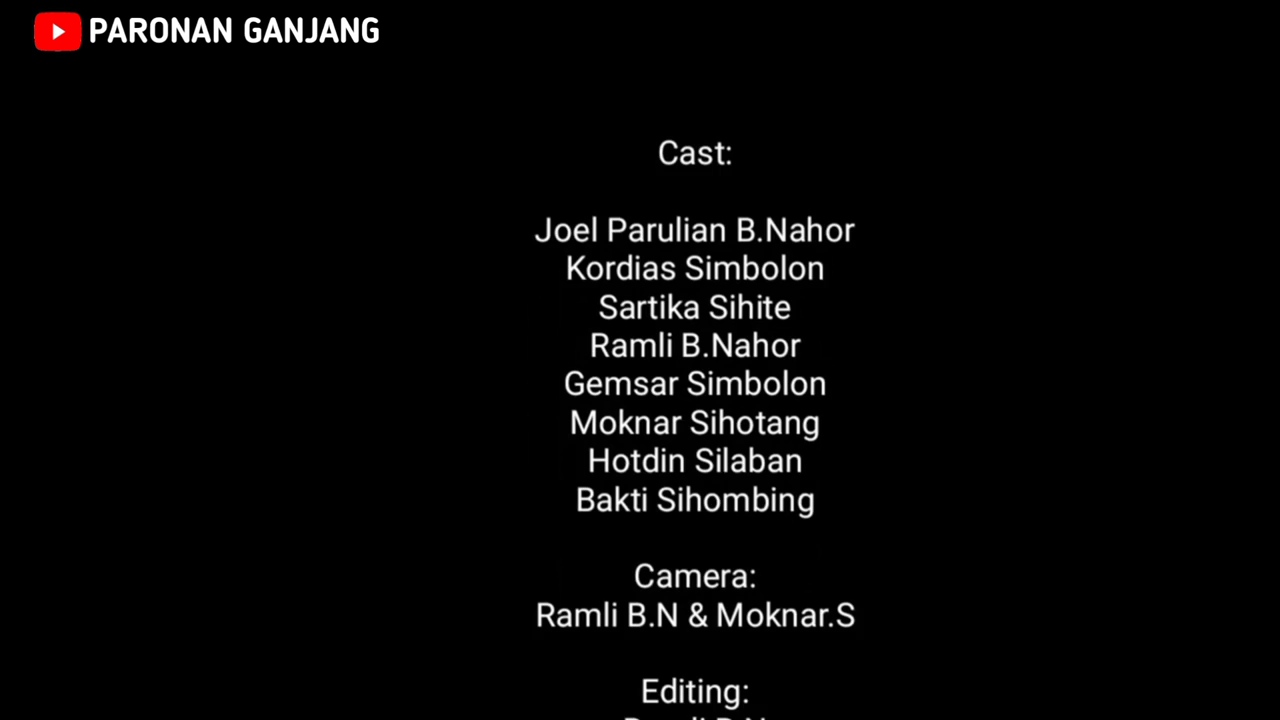 PARONAN GANJANG
Cast:
Joel Parulian B.Nahor
Kordias Simbolon
Sartika Sihite
Ramli B.Nahor
Gemsar Simbolon
Moknar Sihotang
Hotdin Silaban
Bakti Sihombing
Camera:
Ramli B.N & Moknar.S
Editing: